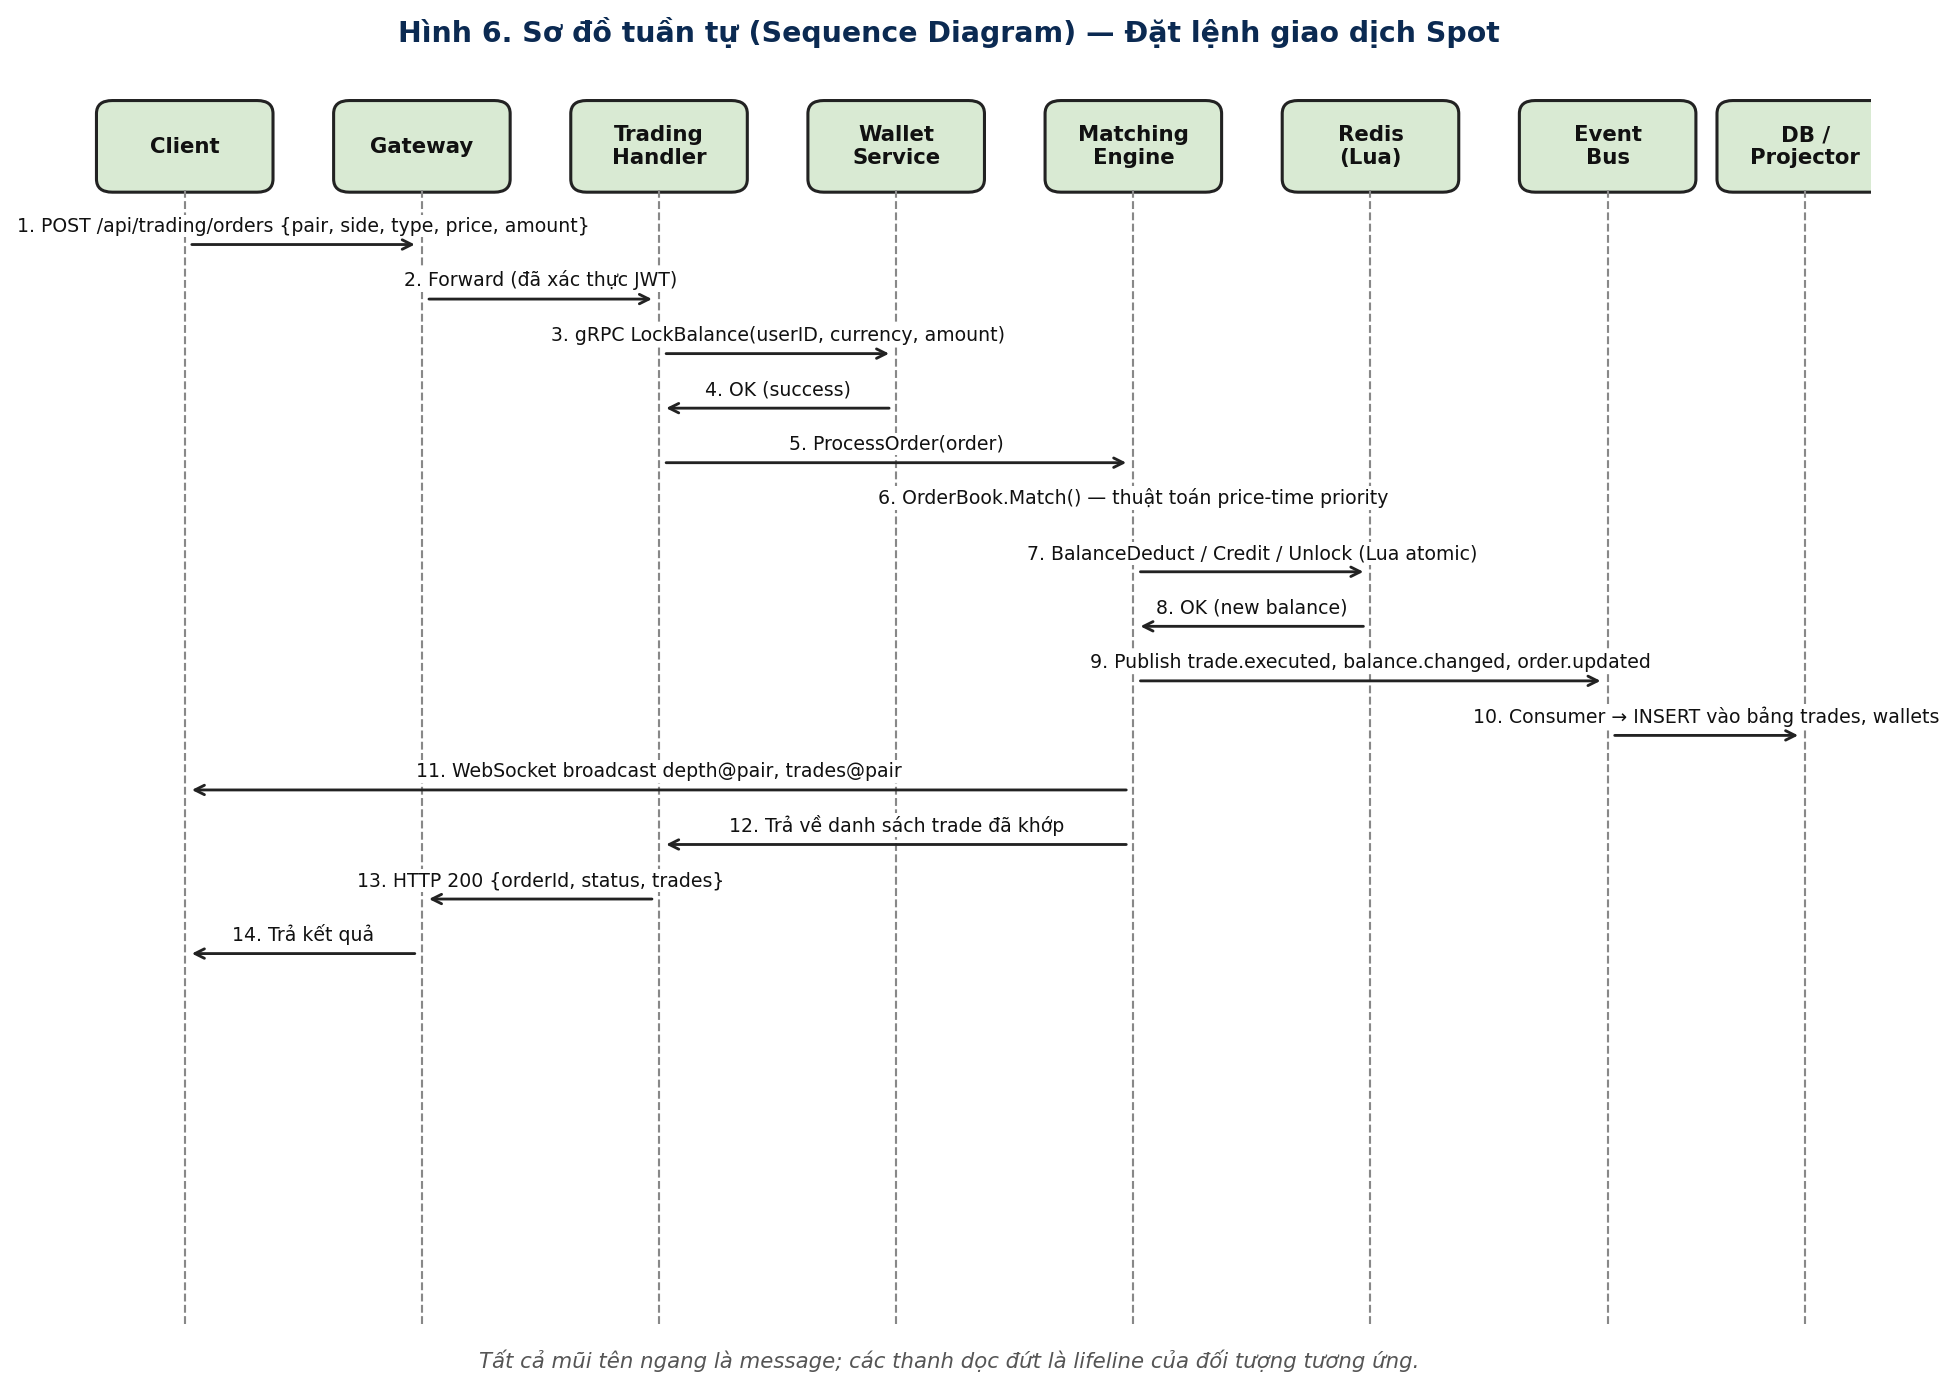 Hình 6. Sơ đồ tuần tự (Sequence Diagram) — Đặt lệnh giao dịch Spot
Client
Gateway
Trading
Handler
Wallet
Service
Matching
Engine
Redis
(Lua)
Event
Bus
DB /
Projector
1. POST /api/trading/orders {pair, side, type, price, amount}
2. Forward (đã xác thực JWT)
3. gRPC LockBalance(userID, currency, amount)
4. OK (success)
5. ProcessOrder(order)
6. OrderBook.Match() — thuật toán price-time priority
7. BalanceDeduct / Credit / Unlock (Lua atomic)
8. OK (new balance)
9. Publish trade.executed, balance.changed, order.updated
10. Consumer → INSERT vào bảng trades, wallets
11. WebSocket broadcast depth@pair, trades@pair
12. Trả về danh sách trade đã khớp
13. HTTP 200 {orderId, status, trades}
14. Trả kết quả
Tất cả mũi tên ngang là message; các thanh dọc đứt là lifeline của đối tượng tương ứng.